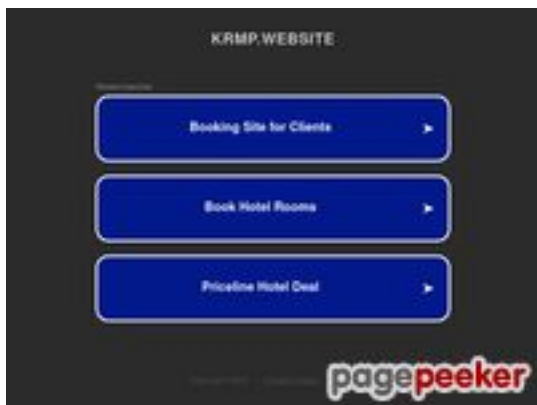 KRMP.WEBSITE
Booking Site for Clients
Book Hotel Rooms
Priceline Hotel Deal
pagepeeker